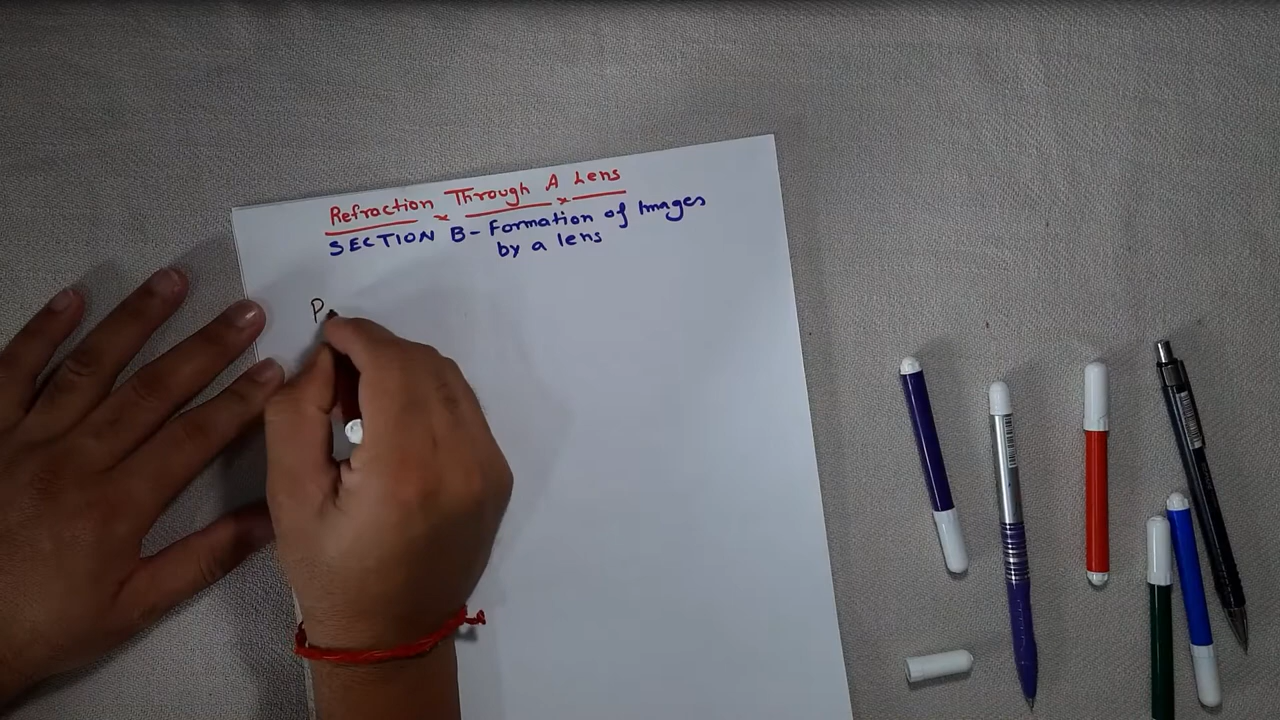 Refraction Through A Lens
SECTION B - Formation of Images
by a lens
P